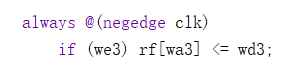 always @(negedge clk)
if (we3) rf[wa3] <= wd3;